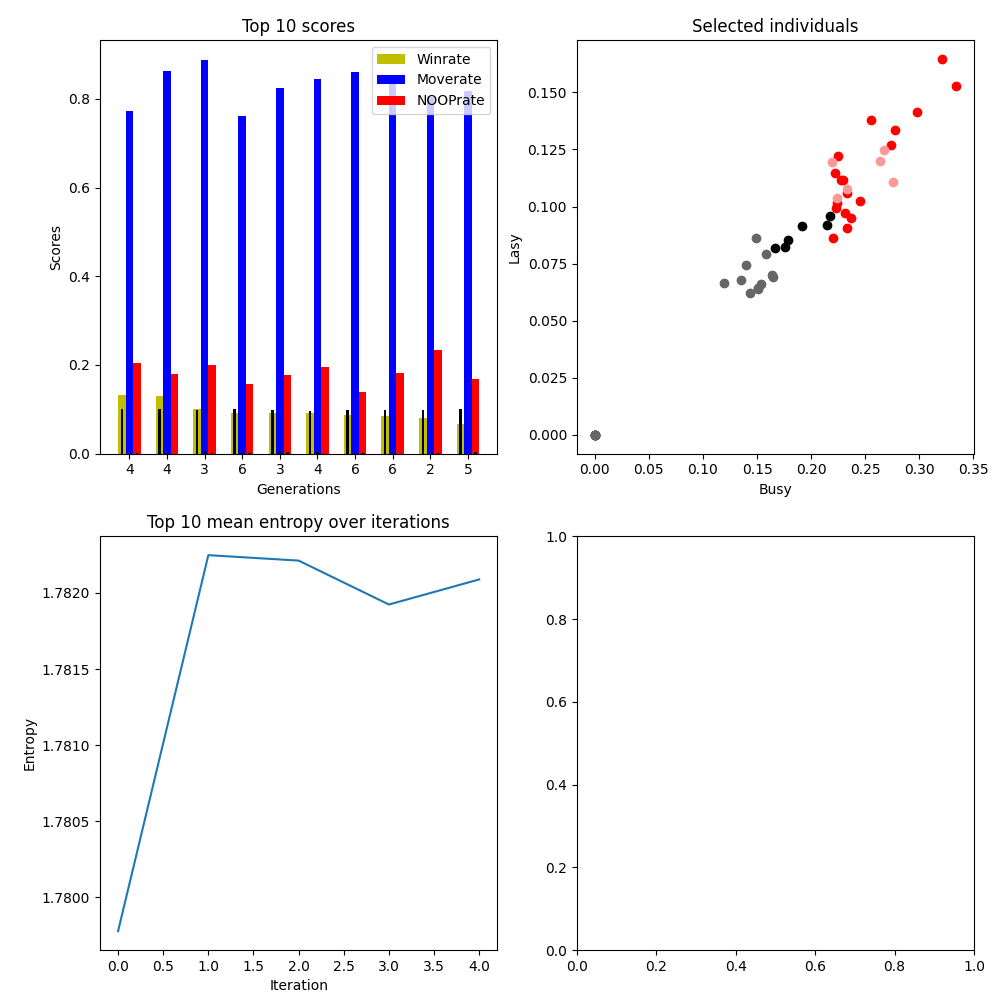 Top 10 scores
Winrate
Moverate
NOOPrate
0.8
0.6
0.4
0.2
0.0
Scores
4 4 3 6 3 4 6 6 2 5
Generations
Selected individuals
0.150
0.125
0.100
0.075
0.050
0.025
0.000
Lasy
0.00 0.05 0.10 0.15 0.20 0.25 0.30 0.35
Busy
Top 10 mean entropy over iterations
1.7820
1.7815
1.7810
1.7805
1.7800
Entropy
0.0 0.5 1.0 1.5 2.0 2.5 3.0 3.5 4.0
Iteration
1.0
0.8
0.6
0.4
0.2
0.0
0.0 0.2 0.4 0.6 0.8 1.0